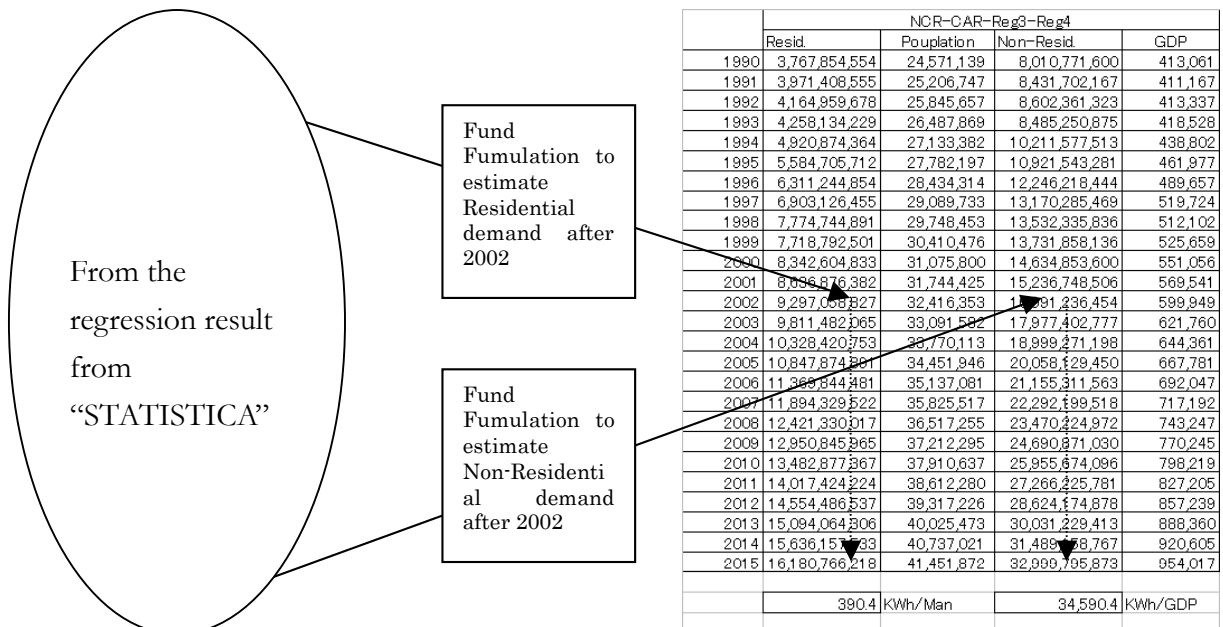 From the
regression result
from
“STATISTICA”
Fund
Fumulation to
estimate
Residential
demand after
2002
Fund
Fumulation to
estimate
Non-Residenti
al demand
after 2002
NCR-CAR-Reg3-Reg4
Resid. Pouplation Non-Resid. GDP
1990 3,767,854,554 24,571,139 8,010,771,600 413,061
1991 3,971,408,555 25,206,747 8,431,702,167 411,167
1992 4,164,959,678 25,845,657 8,602,361,323 413,337
1993 4,258,134,229 26,487,869 8,485,250,875 418,528
1994 4,920,874,364 27,133,382 10,211,577,513 438,802
1995 5,584,705,712 27,782,197 10,921,543,281 461,977
1996 6,311,244,854 28,434,314 12,246,218,444 489,657
1997 6,903,126,455 29,089,733 13,170,285,469 519,724
1998 7,774,744,891 29,748,453 13,532,335,836 512,102
1999 7,718,792,501 30,410,476 13,731,858,136 525,659
2000 8,342,604,833 31,075,800 14,634,853,600 551,056
2001 8,636,876,382 31,744,425 15,236,748,506 569,541
2002 32,416,353 599,949
2003 9,811,482,065 33,091,582 17,977,402,777 621,760
2004 10,328,420,753 33,770,113 18,999,271,198 644,361
2005 10,847,874,891 34,451,946 20,058,129,450 667,781
2006 11,369,844,481 35,137,081 21,155,311,563 692,047
2007 11,894,329,522 35,825,517 22,292,199,518 717,192
2008 12,421,330,017 36,517,255 23,470,224,972 743,247
2009 12,950,845,965 37,212,295 24,690,871,030 770,245
2010 13,482,877,367 37,910,637 25,955,674,096 798,219
2011 14,017,424,224 38,612,280 27,266,225,781 827,205
2012 14,554,486,537 39,317,226 28,624,174,878 857,239
2013 15,094,064,306 40,025,473 30,031,229,413 888,360
2014 40,737,021 920,605
2015 16,180,766,218 41,451,872 32,999,795,873 954,017
390.4 KWh/Man 34,590.4 KWh/GDP